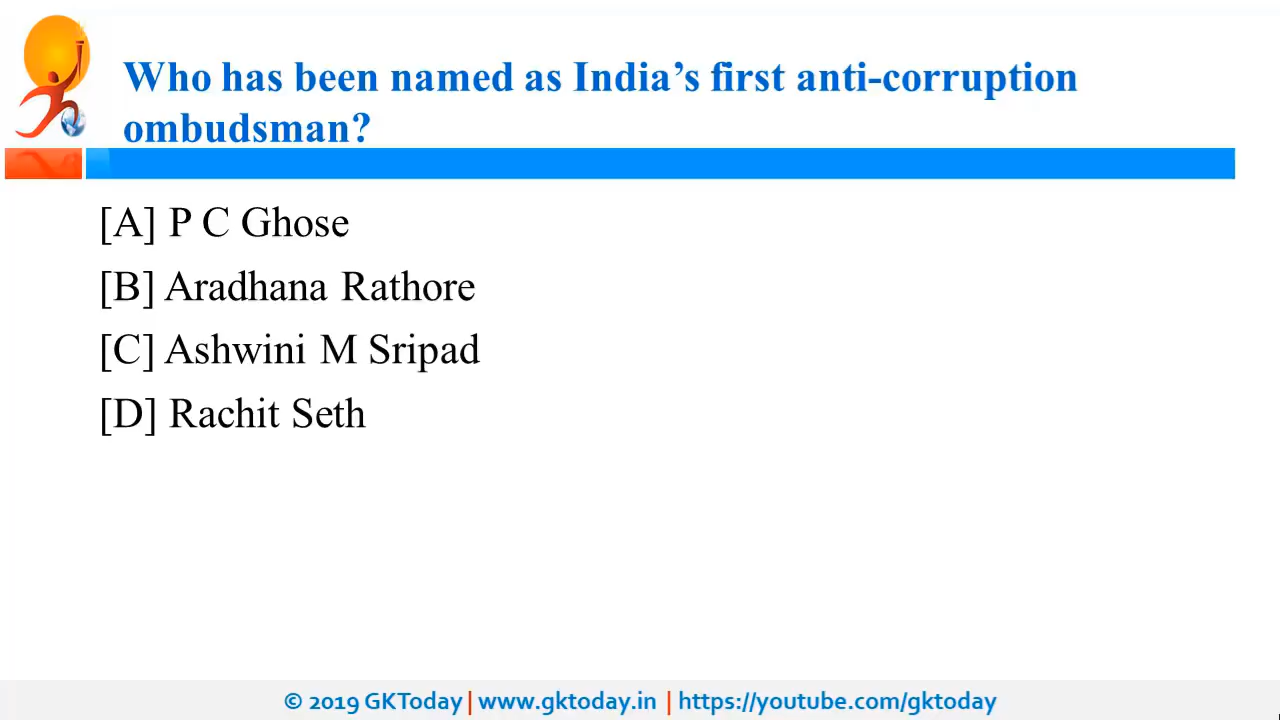 Who has been named as India’s first anti-corruption
ombudsman?
[A] P C Ghose
[B] Aradhana Rathore
[C] Ashwini M Sripad
[D] Rachit Seth
© 2019 GKToday | www.gktoday.in | https://youtube.com/gktoday